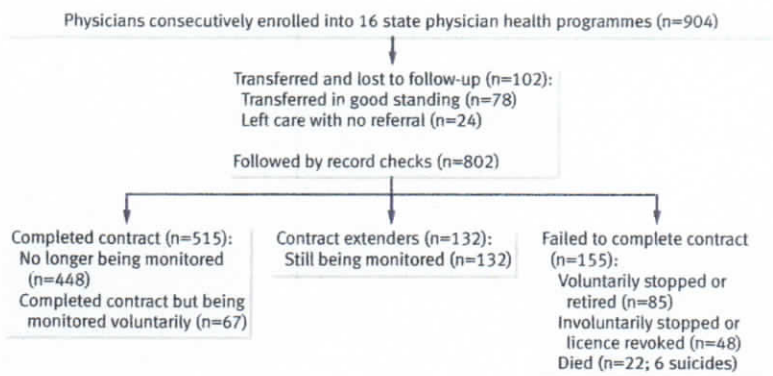 Physicians consecutively enrolled into 16 state physician health programmes (n=904)
Transferred and lost to follow-up (n=102):
Transferred in good standing (n=78)
Left care with no referral (n=24)
Followed by record checks (n=802)
Completed contract (n=515):
No longer being monitored
(n=448)
Completed contract but being
monitored voluntarily (n=67)
Contract extenders (n=132):
Still being monitored (n=132)
Failed to complete contract
(n=155):
Voluntarily stopped or
retired (n=85)
Involuntarily stopped or
licence revoked (n=48)
Died (n=22; 6 suicides)